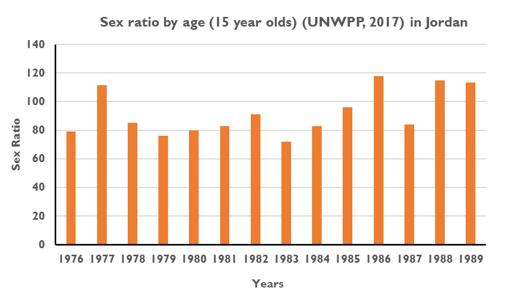 Sex ratio by age (15 year olds) (UNWPP, 2017) in Jordan
140
120
100
80
60
40
20
0
Sex Ratio
1976 1977 1978 1979 1980 1981 1982 1983 1984 1985 1986 1987 1988 1989
Years